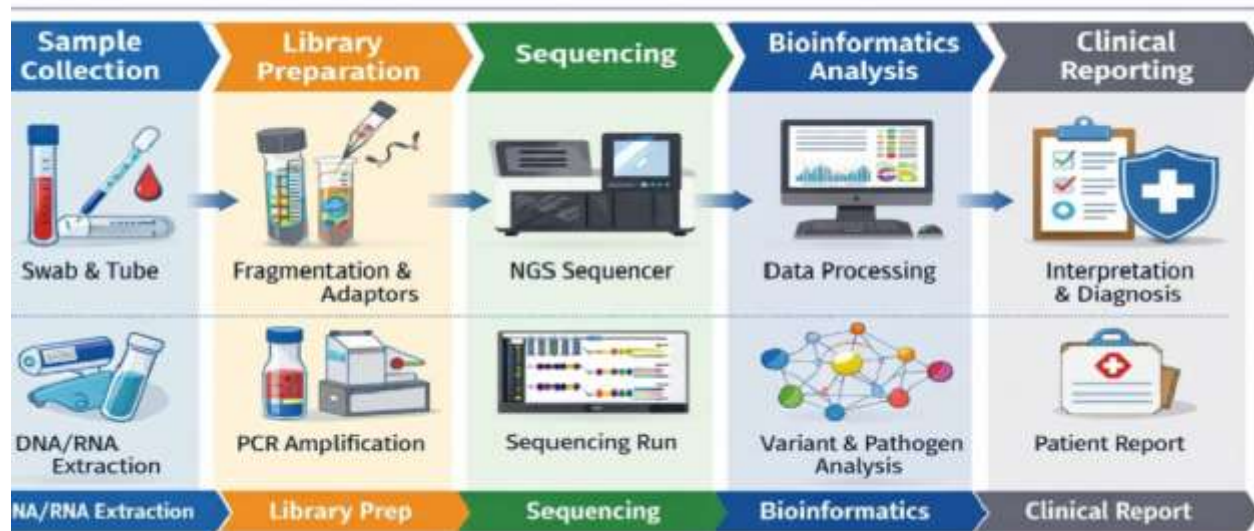 Sample
Collection
Library
Preparation
Sequencing
Bioinformatics
Analysis
Clinical
Reporting
Swab & Tube
Fragmentation &
Adaptors
NGS Sequencer
Data Processing
Interpretation
& Diagnosis
DNA/RNA
Extraction
PCR Amplification
Sequencing Run
Variant & Pathogen
Analysis
Patient Report
NA/RNA Extraction
Library Prep
Sequencing
Bioinformatics
Clinical Report